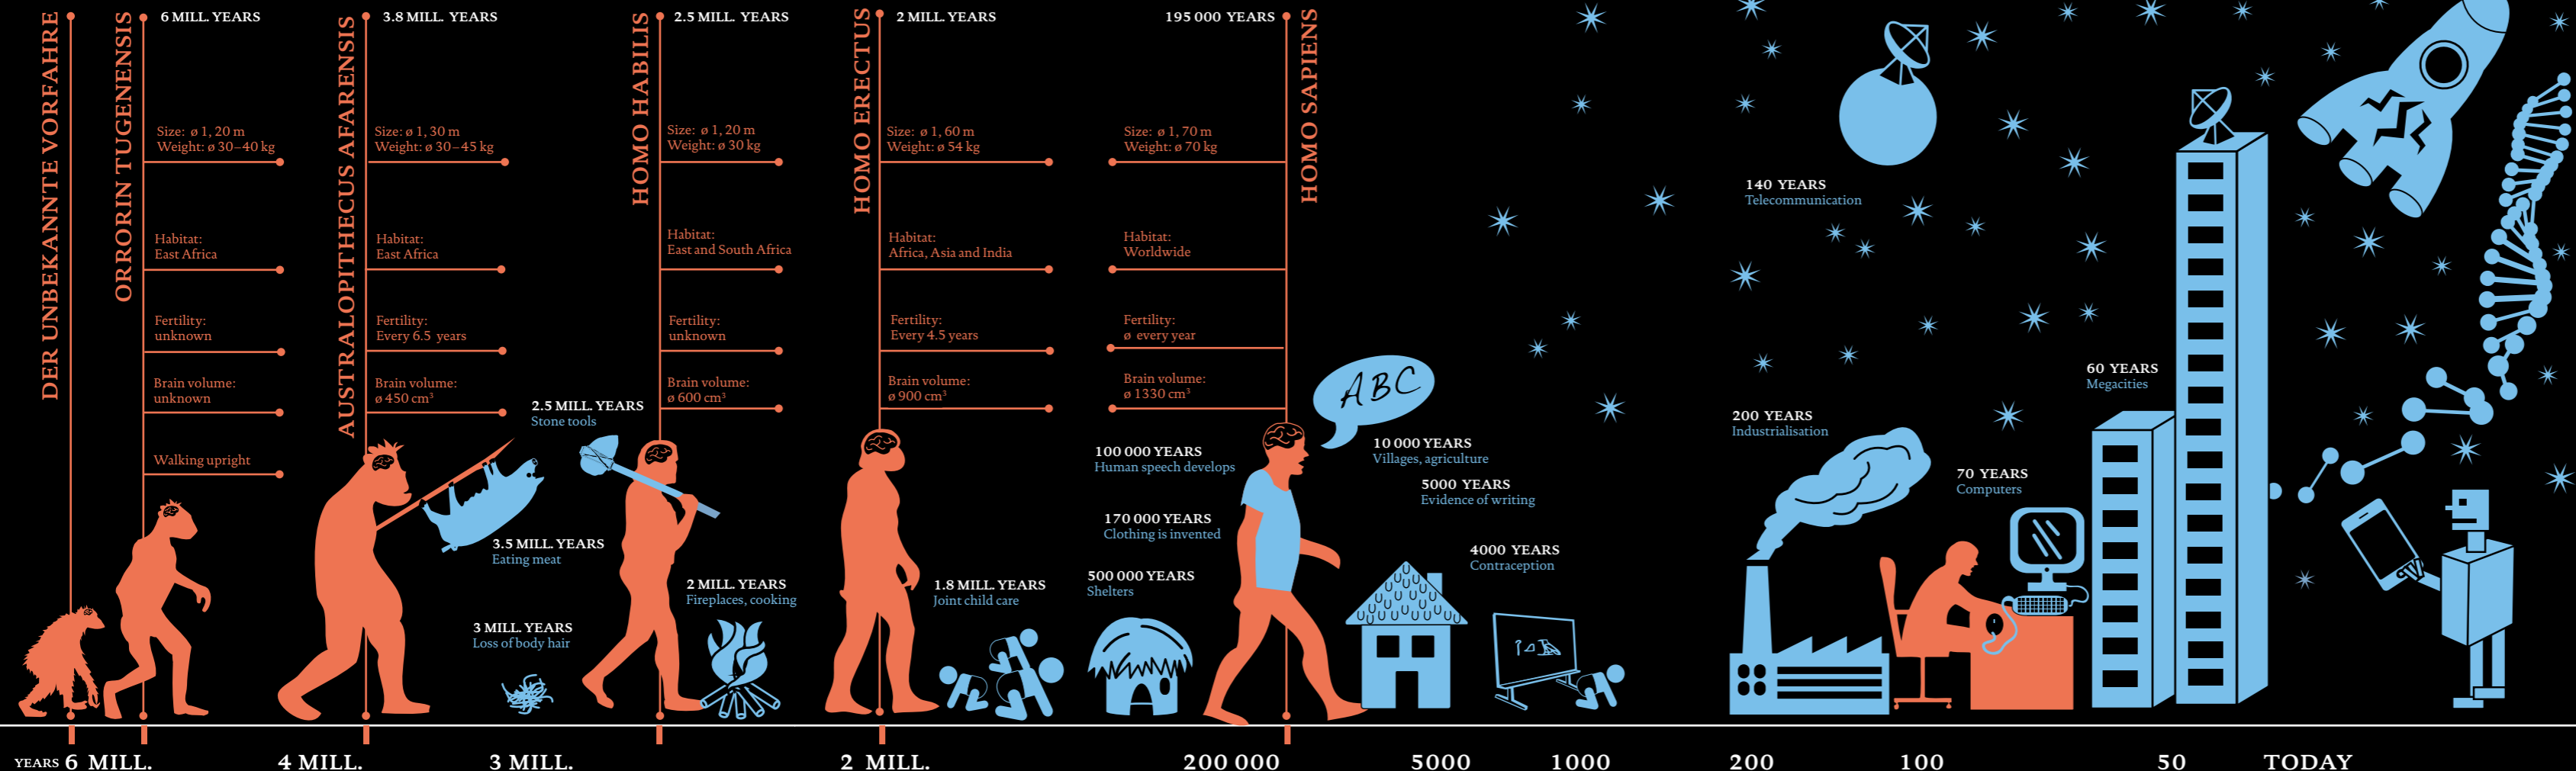 DER UNBEKANNTE VORFAHRE
ORRORIN TUGENENSIS
6 MILL. YEARS
Size: ø 1, 20 m
Weight: ø 30–40 kg
Habitat:
East Africa
Fertility:
unknown
Brain volume:
unknown
Walking upright
AUSTRALOPITHECUS AFARENSIS
3.8 MILL. YEARS
Size: ø 1, 30 m
Weight: ø 30–45 kg
Habitat:
East Africa
Fertility:
Every 6.5 years
Brain volume:
ø 450 cm³
2.5 MILL. YEARS
Stone tools
3.5 MILL. YEARS
Eating meat
3 MILL. YEARS
Loss of body hair
HOMO HABILIS
2.5 MILL. YEARS
Size: ø 1, 20 m
Weight: ø 30 kg
Habitat:
East and South Africa
Fertility:
unknown
Brain volume:
ø 600 cm³
2 MILL. YEARS
Fireplaces, cooking
HOMO ERECTUS
2 MILL. YEARS
Size: ø 1, 60 m
Weight: ø 54 kg
Habitat:
Africa, Asia and India
Fertility:
Every 4.5 years
Brain volume:
ø 900 cm³
1.8 MILL. YEARS
Joint child care
195 000 YEARS
HOMO SAPIENS
Size: ø 1, 70 m
Weight: ø 70 kg
Habitat:
Worldwide
Fertility:
ø every year
Brain volume:
ø 1330 cm³
100 000 YEARS
Human speech develops
170 000 YEARS
Clothing is invented
500 000 YEARS
Shelters
ABC
10 000 YEARS
Villages, agriculture
5000 YEARS
Evidence of writing
4000 YEARS
Contraception
140 YEARS
Telecommunication
200 YEARS
Industrialisation
70 YEARS
Computers
60 YEARS
Megacities
YEARS 6 MILL.
4 MILL.
3 MILL.
2 MILL.
200 000
5000
1000
200
100
50
TODAY